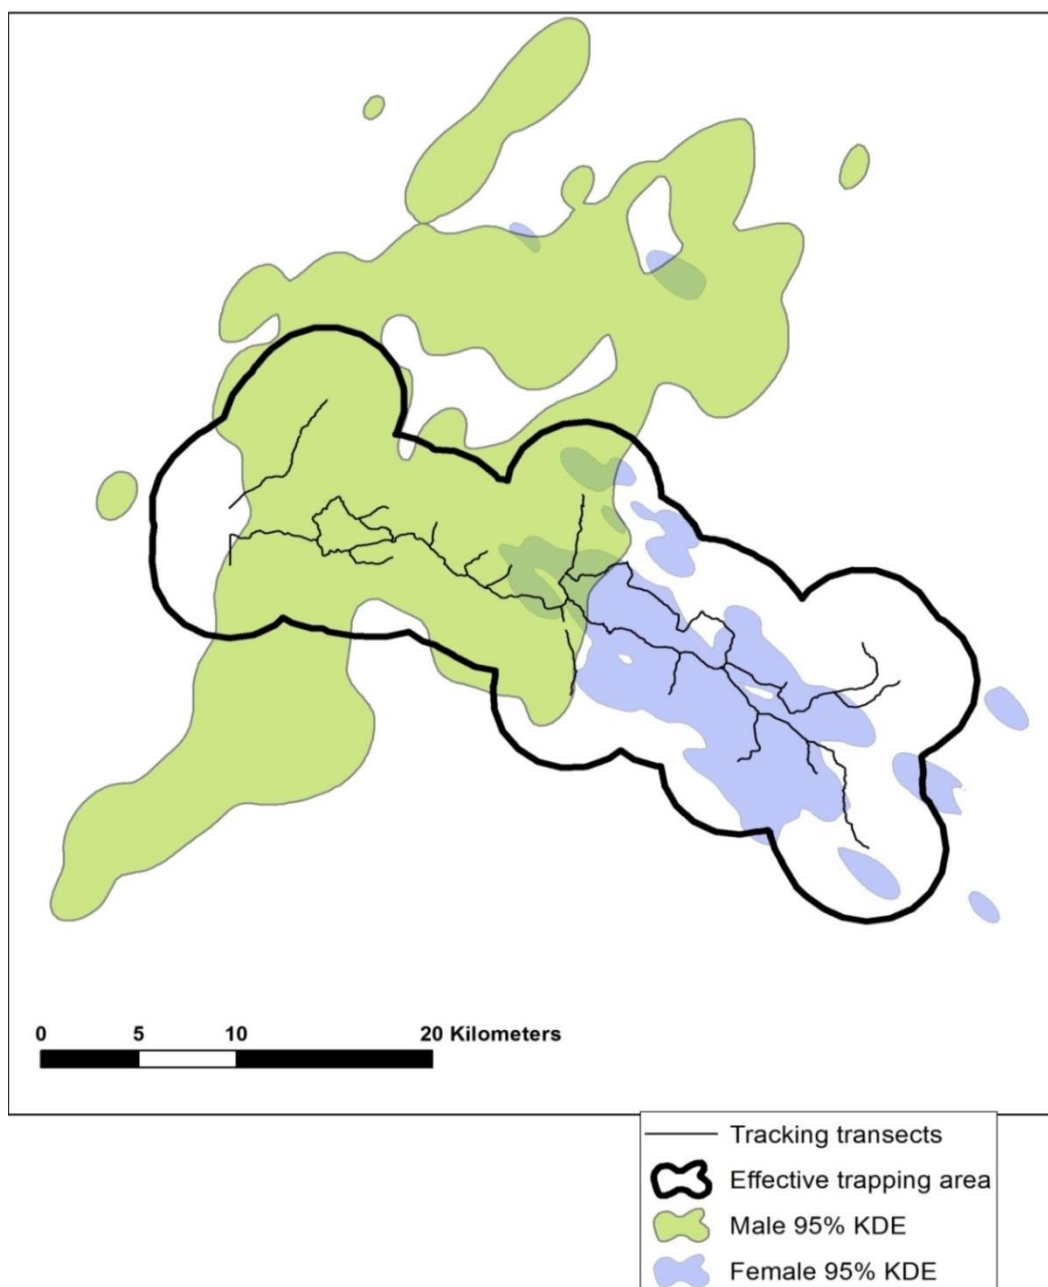 0 5 10 20 Kilometers
Tracking transects
Effective trapping area
Male 95% KDE
Female 95% KDE